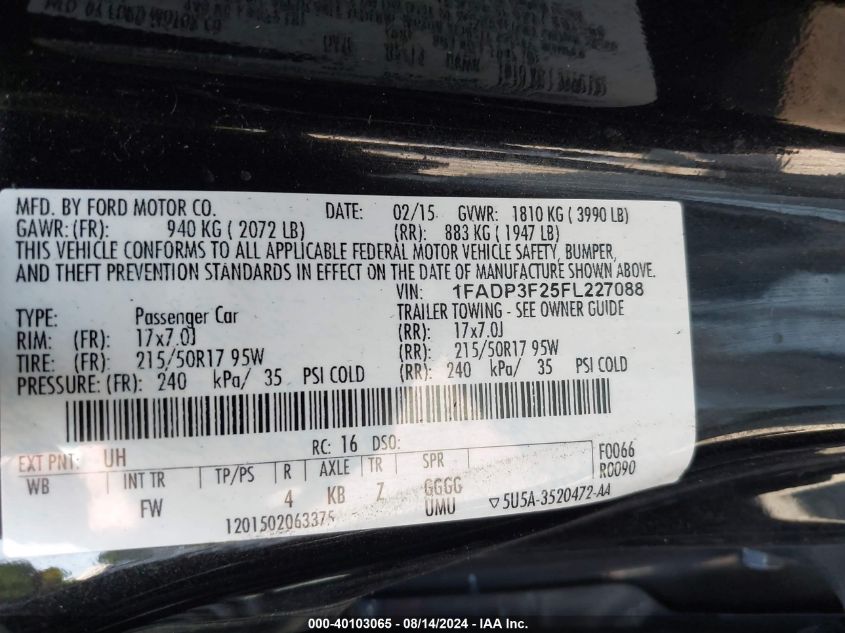 MFD. BY FORD MOTOR CO. DATE: 02/15 GVWR: 1810 KG ( 3990 LB)
GAWR: (FR): 940 KG ( 2072 LB) (RR): 883 KG ( 1947 LB)
THIS VEHICLE CONFORMS TO ALL APPLICABLE FEDERAL MOTOR VEHICLE SAFETY, BUMPER,
AND THEFT PREVENTION STANDARDS IN EFFECT ON THE DATE OF MANUFACTURE SHOWN ABOVE.
VIN: 1FADP3F25FL227088
TYPE: Passenger Car TRAILER TOWING - SEE OWNER GUIDE
RIM: (FR): 17x7.0J (RR): 17x7.0J
TIRE: (FR): 215/50R17 95W (RR): 215/50R17 95W
PRESSURE: (FR): 240 kPa/ 35 PSI COLD (RR): 240 kPa/ 35 PSI COLD
EXT PNT: UH RC: 16 DSO: F0066
WB INT TR TP/PS R AXLE TR SPR R0090
FW 4 KB Z GGGG
1201502063375 UMU ▽5U5A-3520472-AA
000-40103065 - 08/14/2024 - IAA Inc.